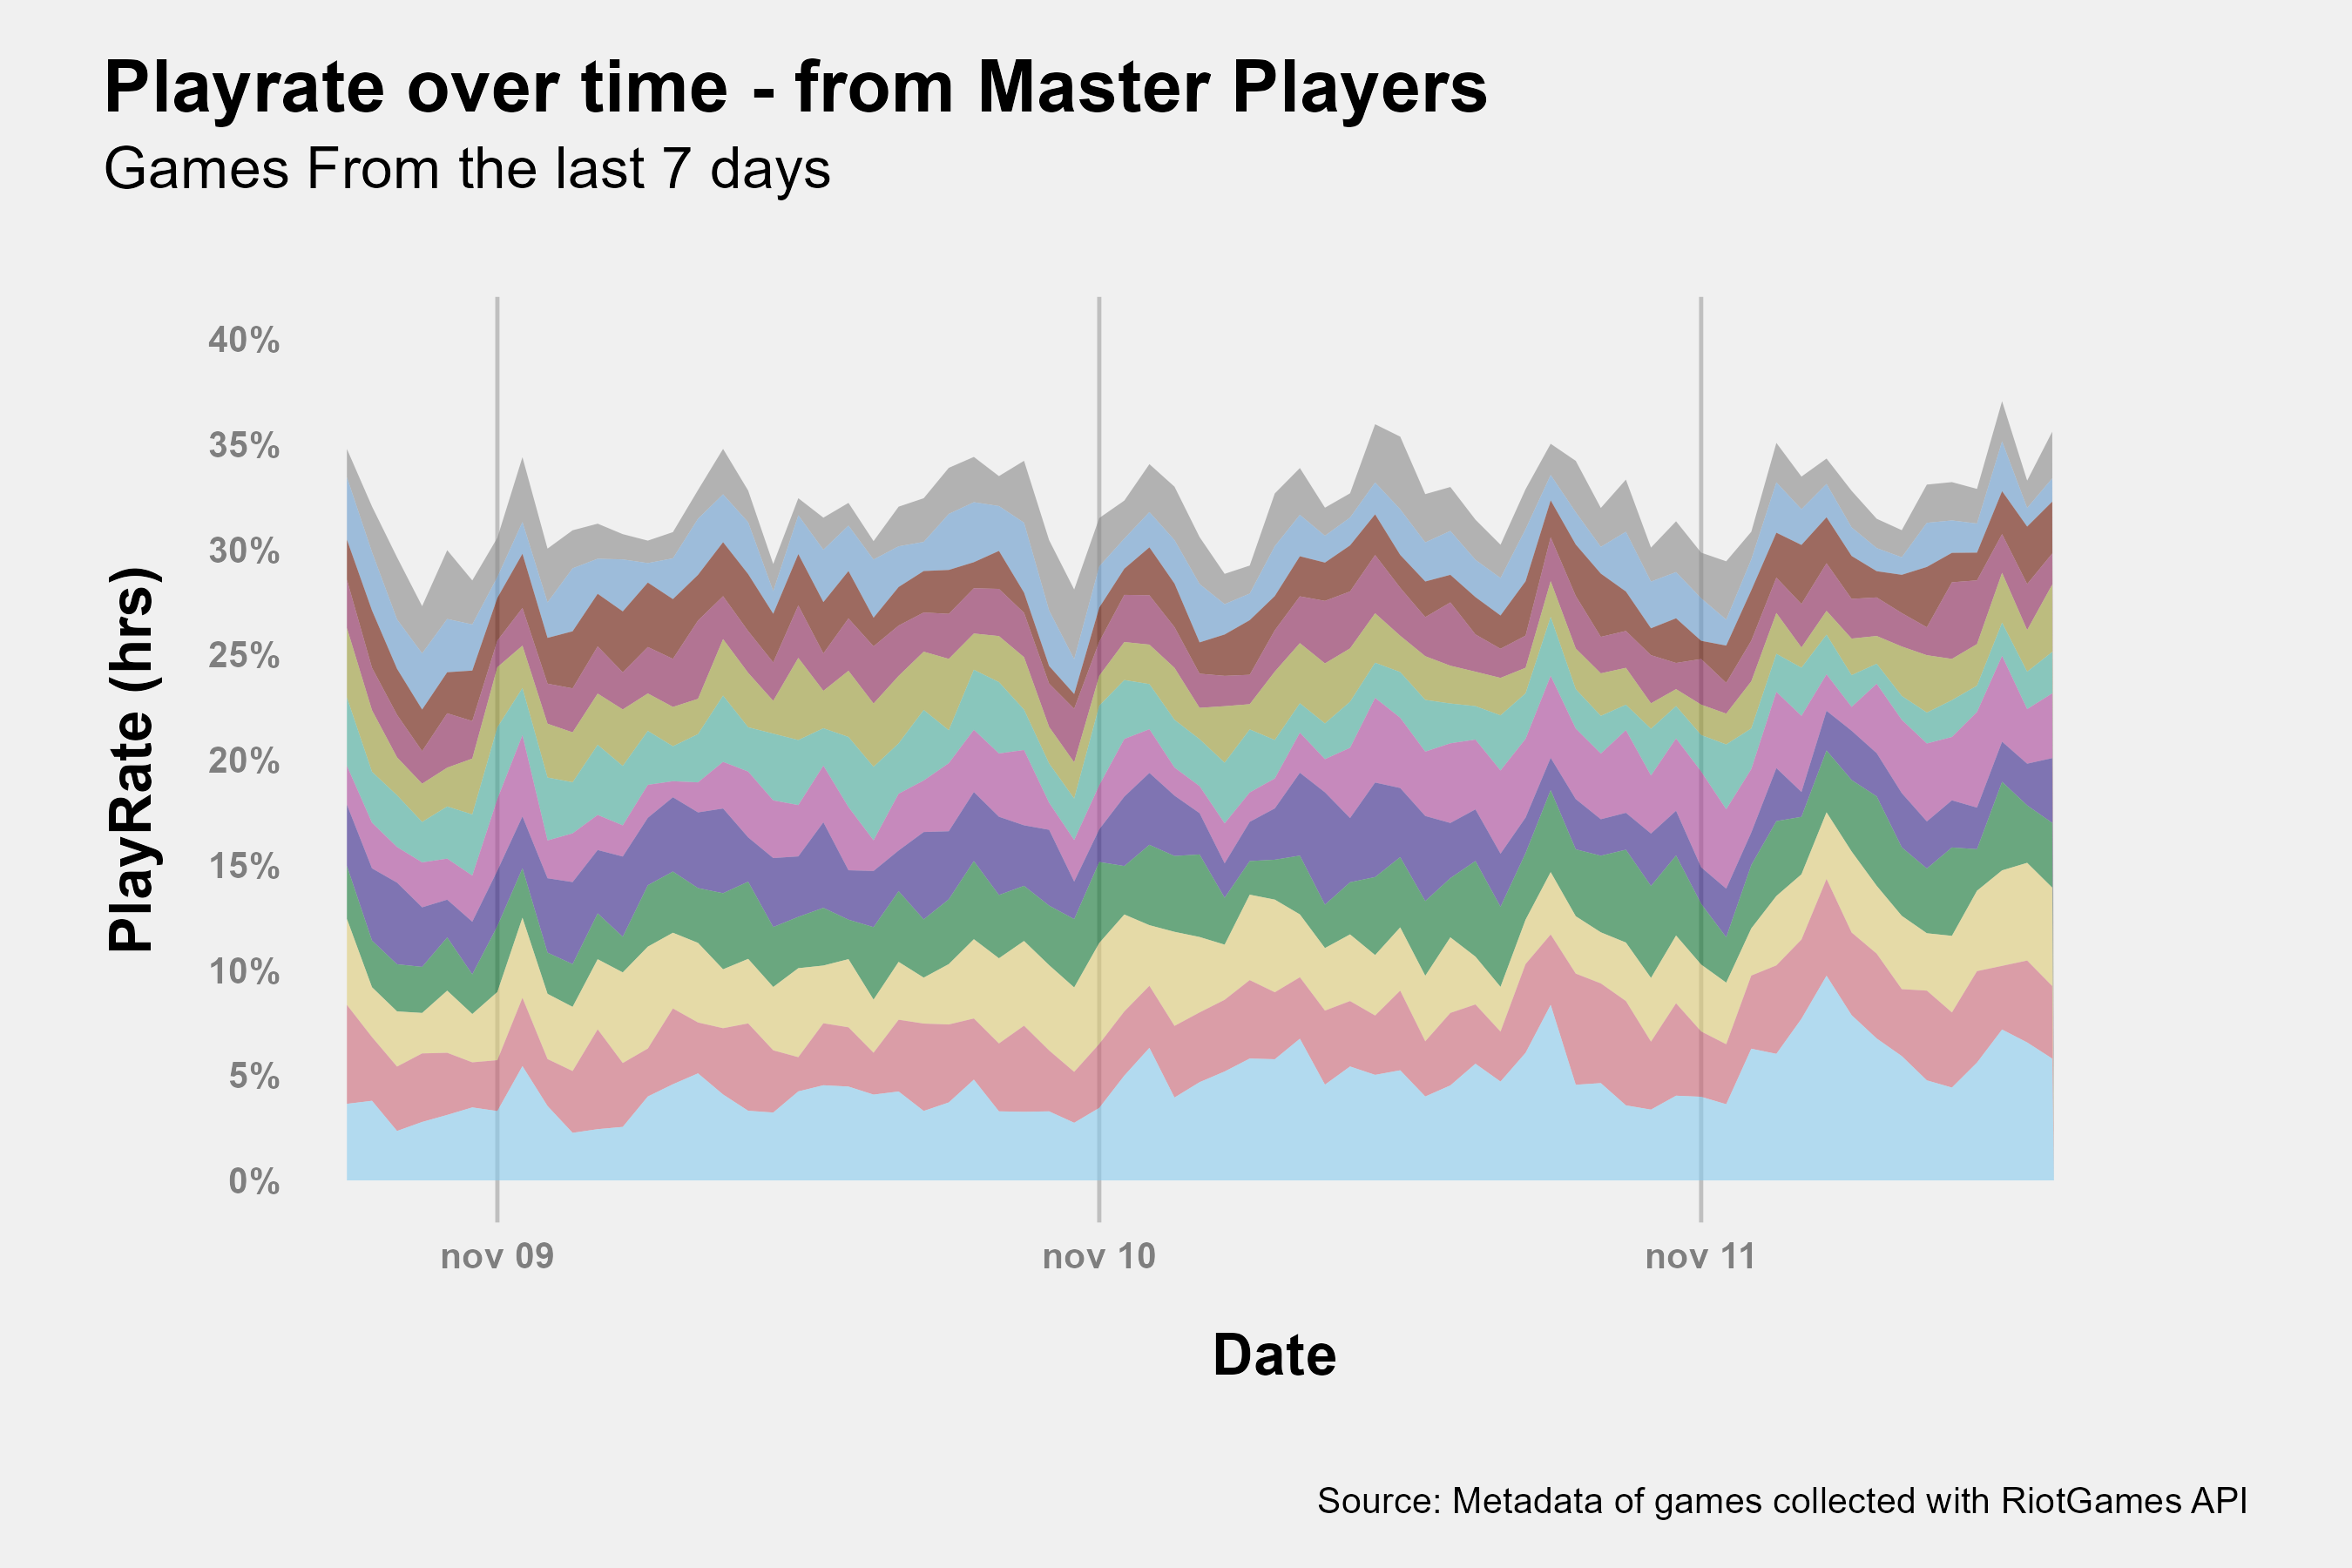 Playrate over time - from Master Players
Games From the last 7 days
PlayRate (hrs)
40%
35%
30%
25%
20%
15%
10%
5%
0%
nov 09
nov 10
nov 11
Date
Source: Metadata of games collected with RiotGames API